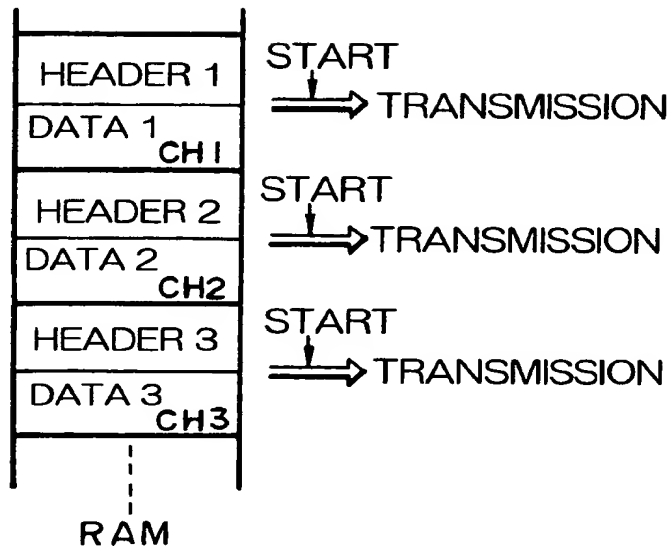 HEADER 1
DATA 1
CH1
START
TRANSMISSION
HEADER 2
DATA 2
CH2
START
TRANSMISSION
HEADER 3
DATA 3
CH3
START
TRANSMISSION
RAM